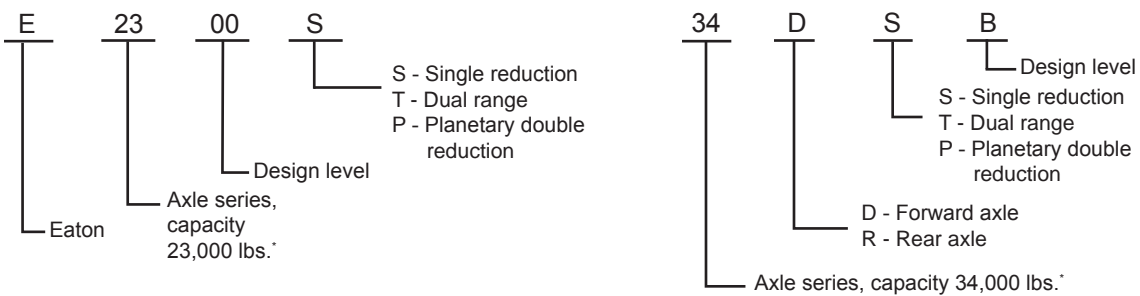 E 23 00 S
S - Single reduction
T - Dual range
P - Planetary double
reduction
Design level
Axle series,
capacity
23,000 lbs.*
Eaton
34 D S B
Design level
S - Single reduction
T - Dual range
P - Planetary double
reduction
D - Forward axle
R - Rear axle
Axle series, capacity 34,000 lbs.*